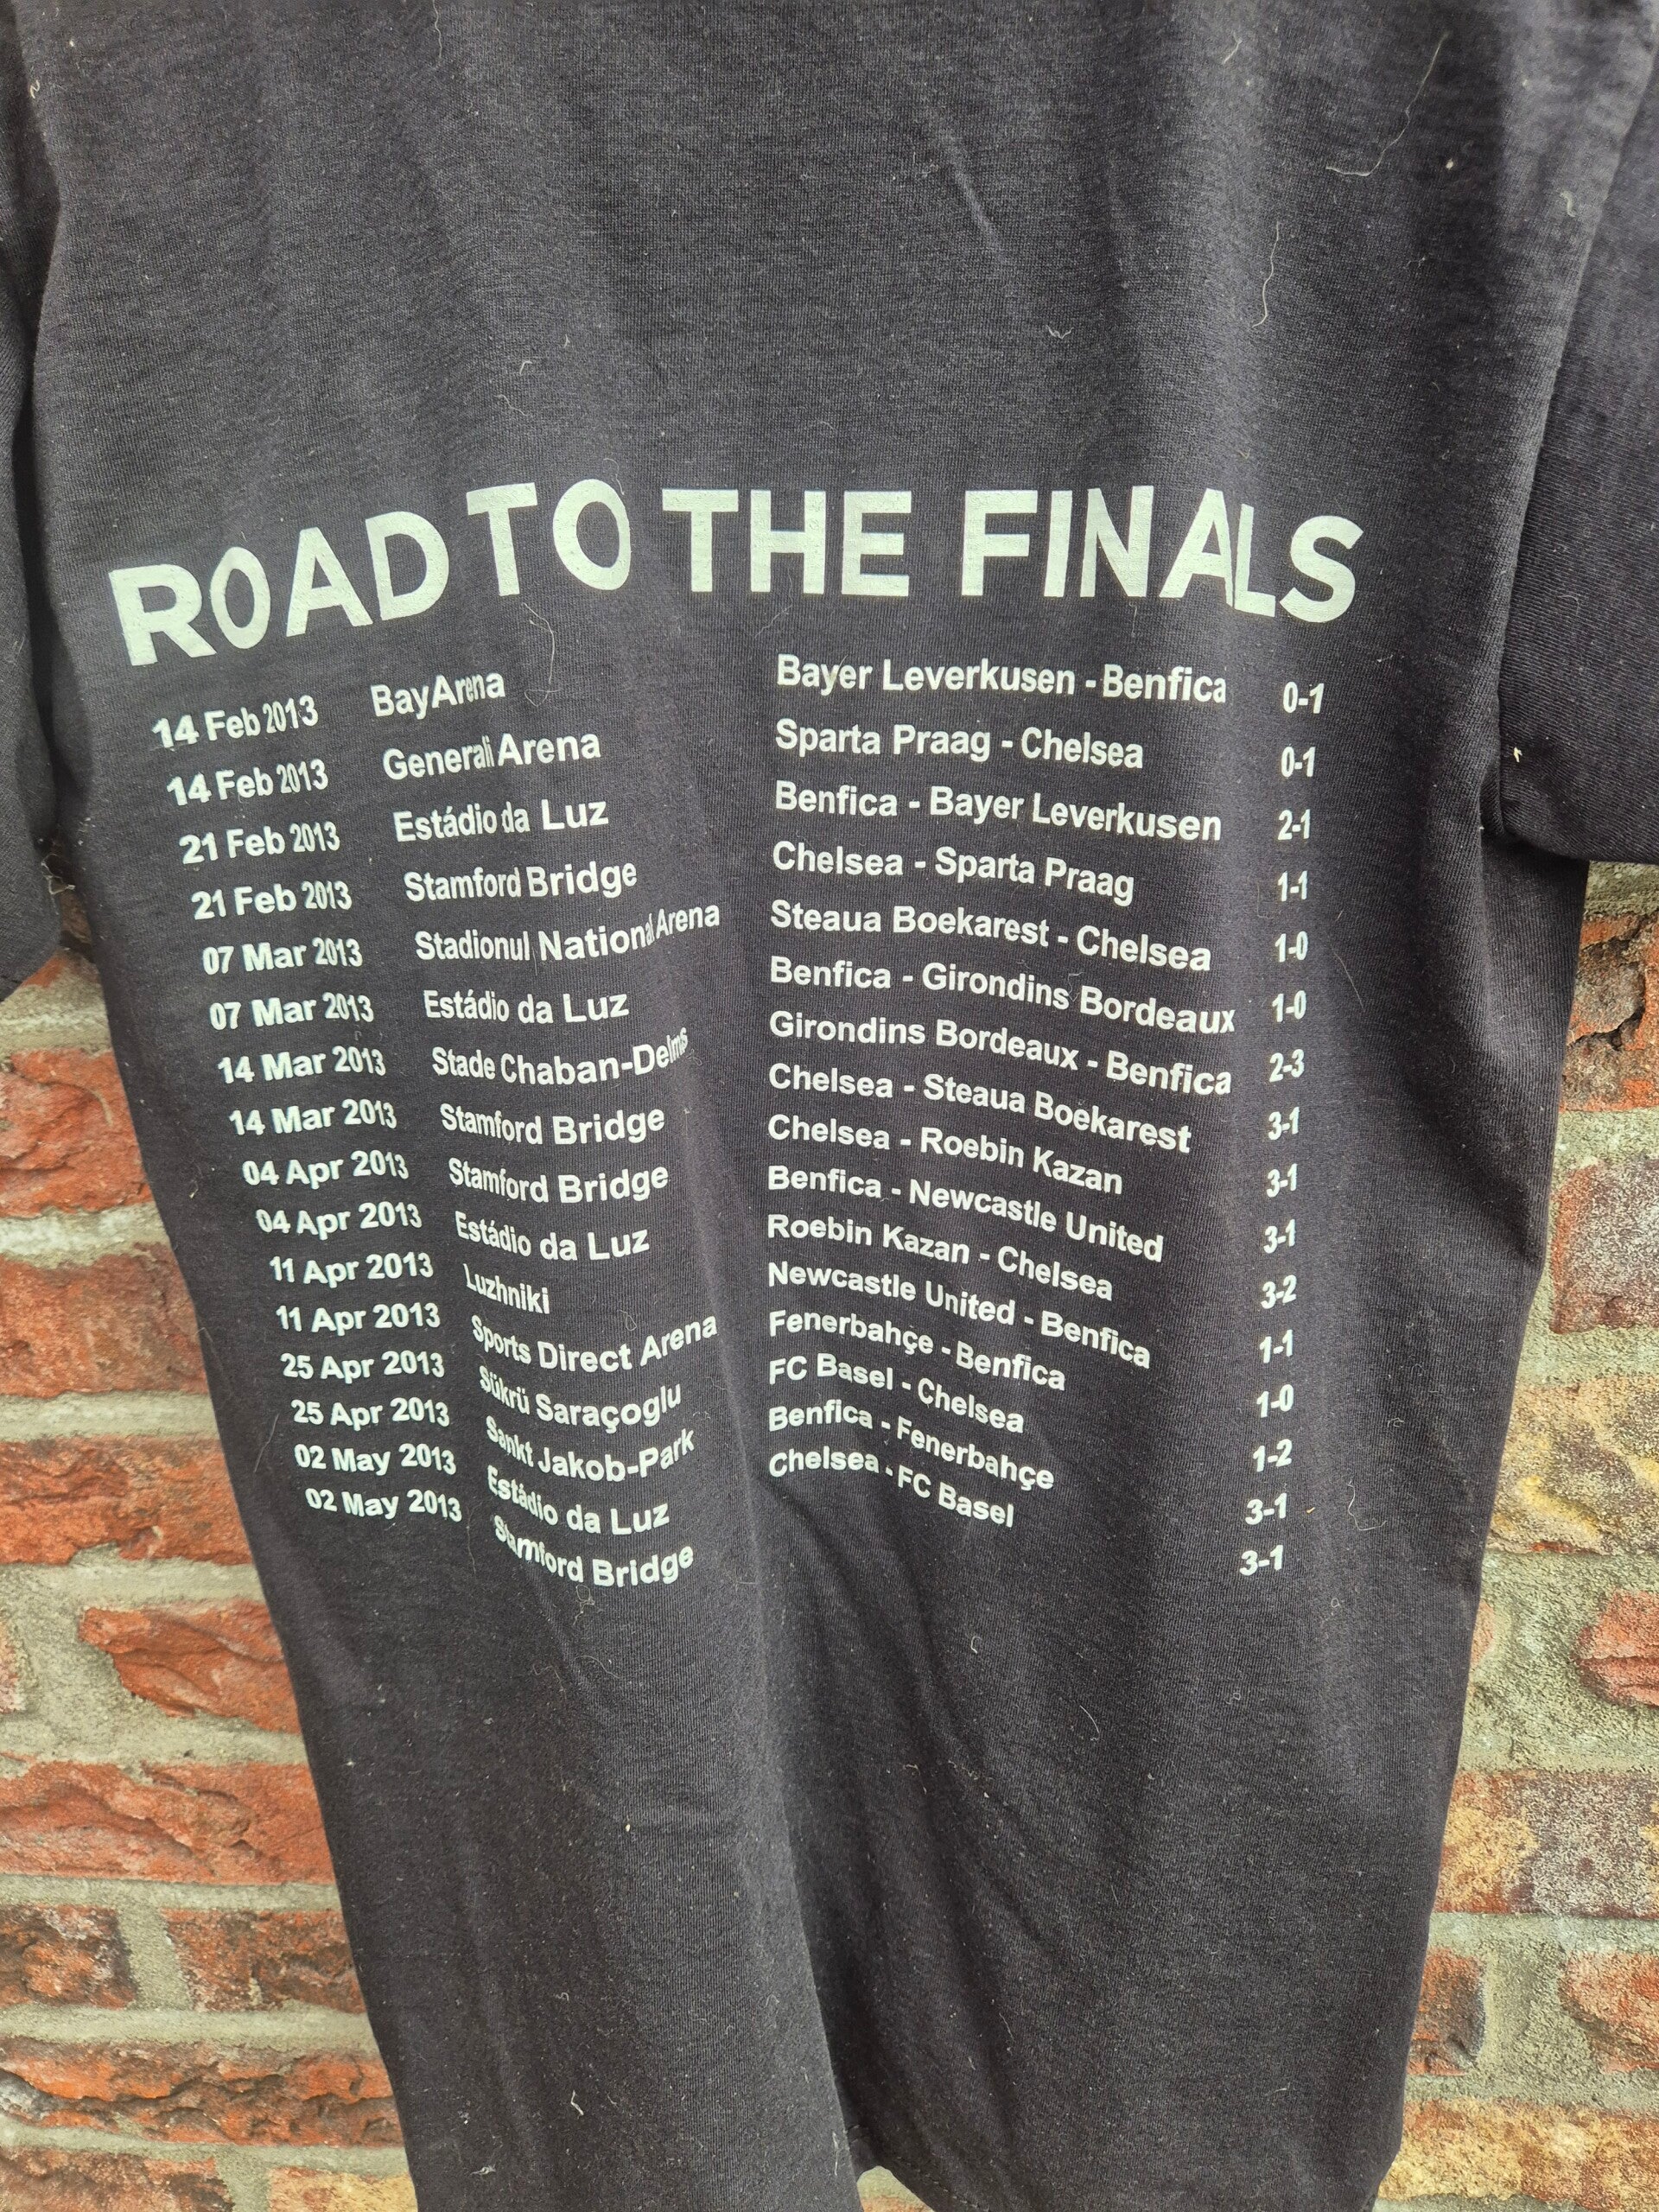 ROAD TO THE FINALS
14 Feb 2013 BayArena Bayer Leverkusen - Benfica 0-1
14 Feb 2013 Generali Arena Sparta Praag - Chelsea 0-1
21 Feb 2013 Estádio da Luz Benfica - Bayer Leverkusen 2-1
21 Feb 2013 Stamford Bridge Chelsea - Sparta Praag 1-1
07 Mar 2013 Stadionul National Arena Steaua Boekarest - Chelsea 1-0
07 Mar 2013 Estádio da Luz Benfica - Girondins Bordeaux 1-0
14 Mar 2013 Stade Chaban-Delmas Girondins Bordeaux - Benfica 2-3
14 Mar 2013 Stamford Bridge Chelsea - Steaua Boekarest 3-1
04 Apr 2013 Stamford Bridge Chelsea - Roebin Kazan 3-1
04 Apr 2013 Estádio da Luz Benfica - Newcastle United 3-1
11 Apr 2013 Luzhniki Roebin Kazan - Chelsea 3-2
11 Apr 2013 Sports Direct Arena Newcastle United - Benfica 1-1
25 Apr 2013 Sükrü Saraçoglu Fenerbahçe - Benfica 1-0
25 Apr 2013 Sankt Jakob-Park FC Basel - Chelsea 1-2
02 May 2013 Estádio da Luz Benfica - Fenerbahçe 3-1
02 May 2013 Stamford Bridge Chelsea - FC Basel 3-1